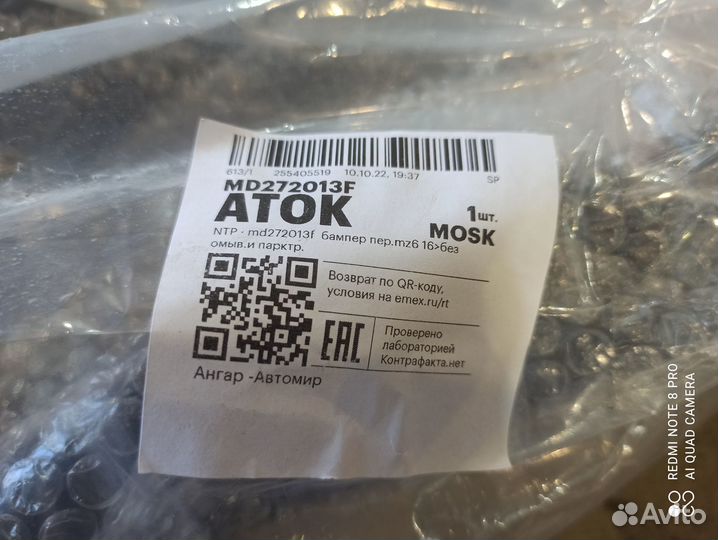 613/1 255405519 10.10.22, 19:37 SP
MD272013F
ATOK
1 шт.
MOSK
NTP · md272013f бампер пер.mz6 16>без
омыв.и парктр.
Возврат по QR-коду,
условия на emex.ru/rt
EAC
Проверено
лабораторией
Контрафакта.нет
Ангар -Автомир
REDMI NOTE 8 PRO
AI QUAD CAMERA
Avito